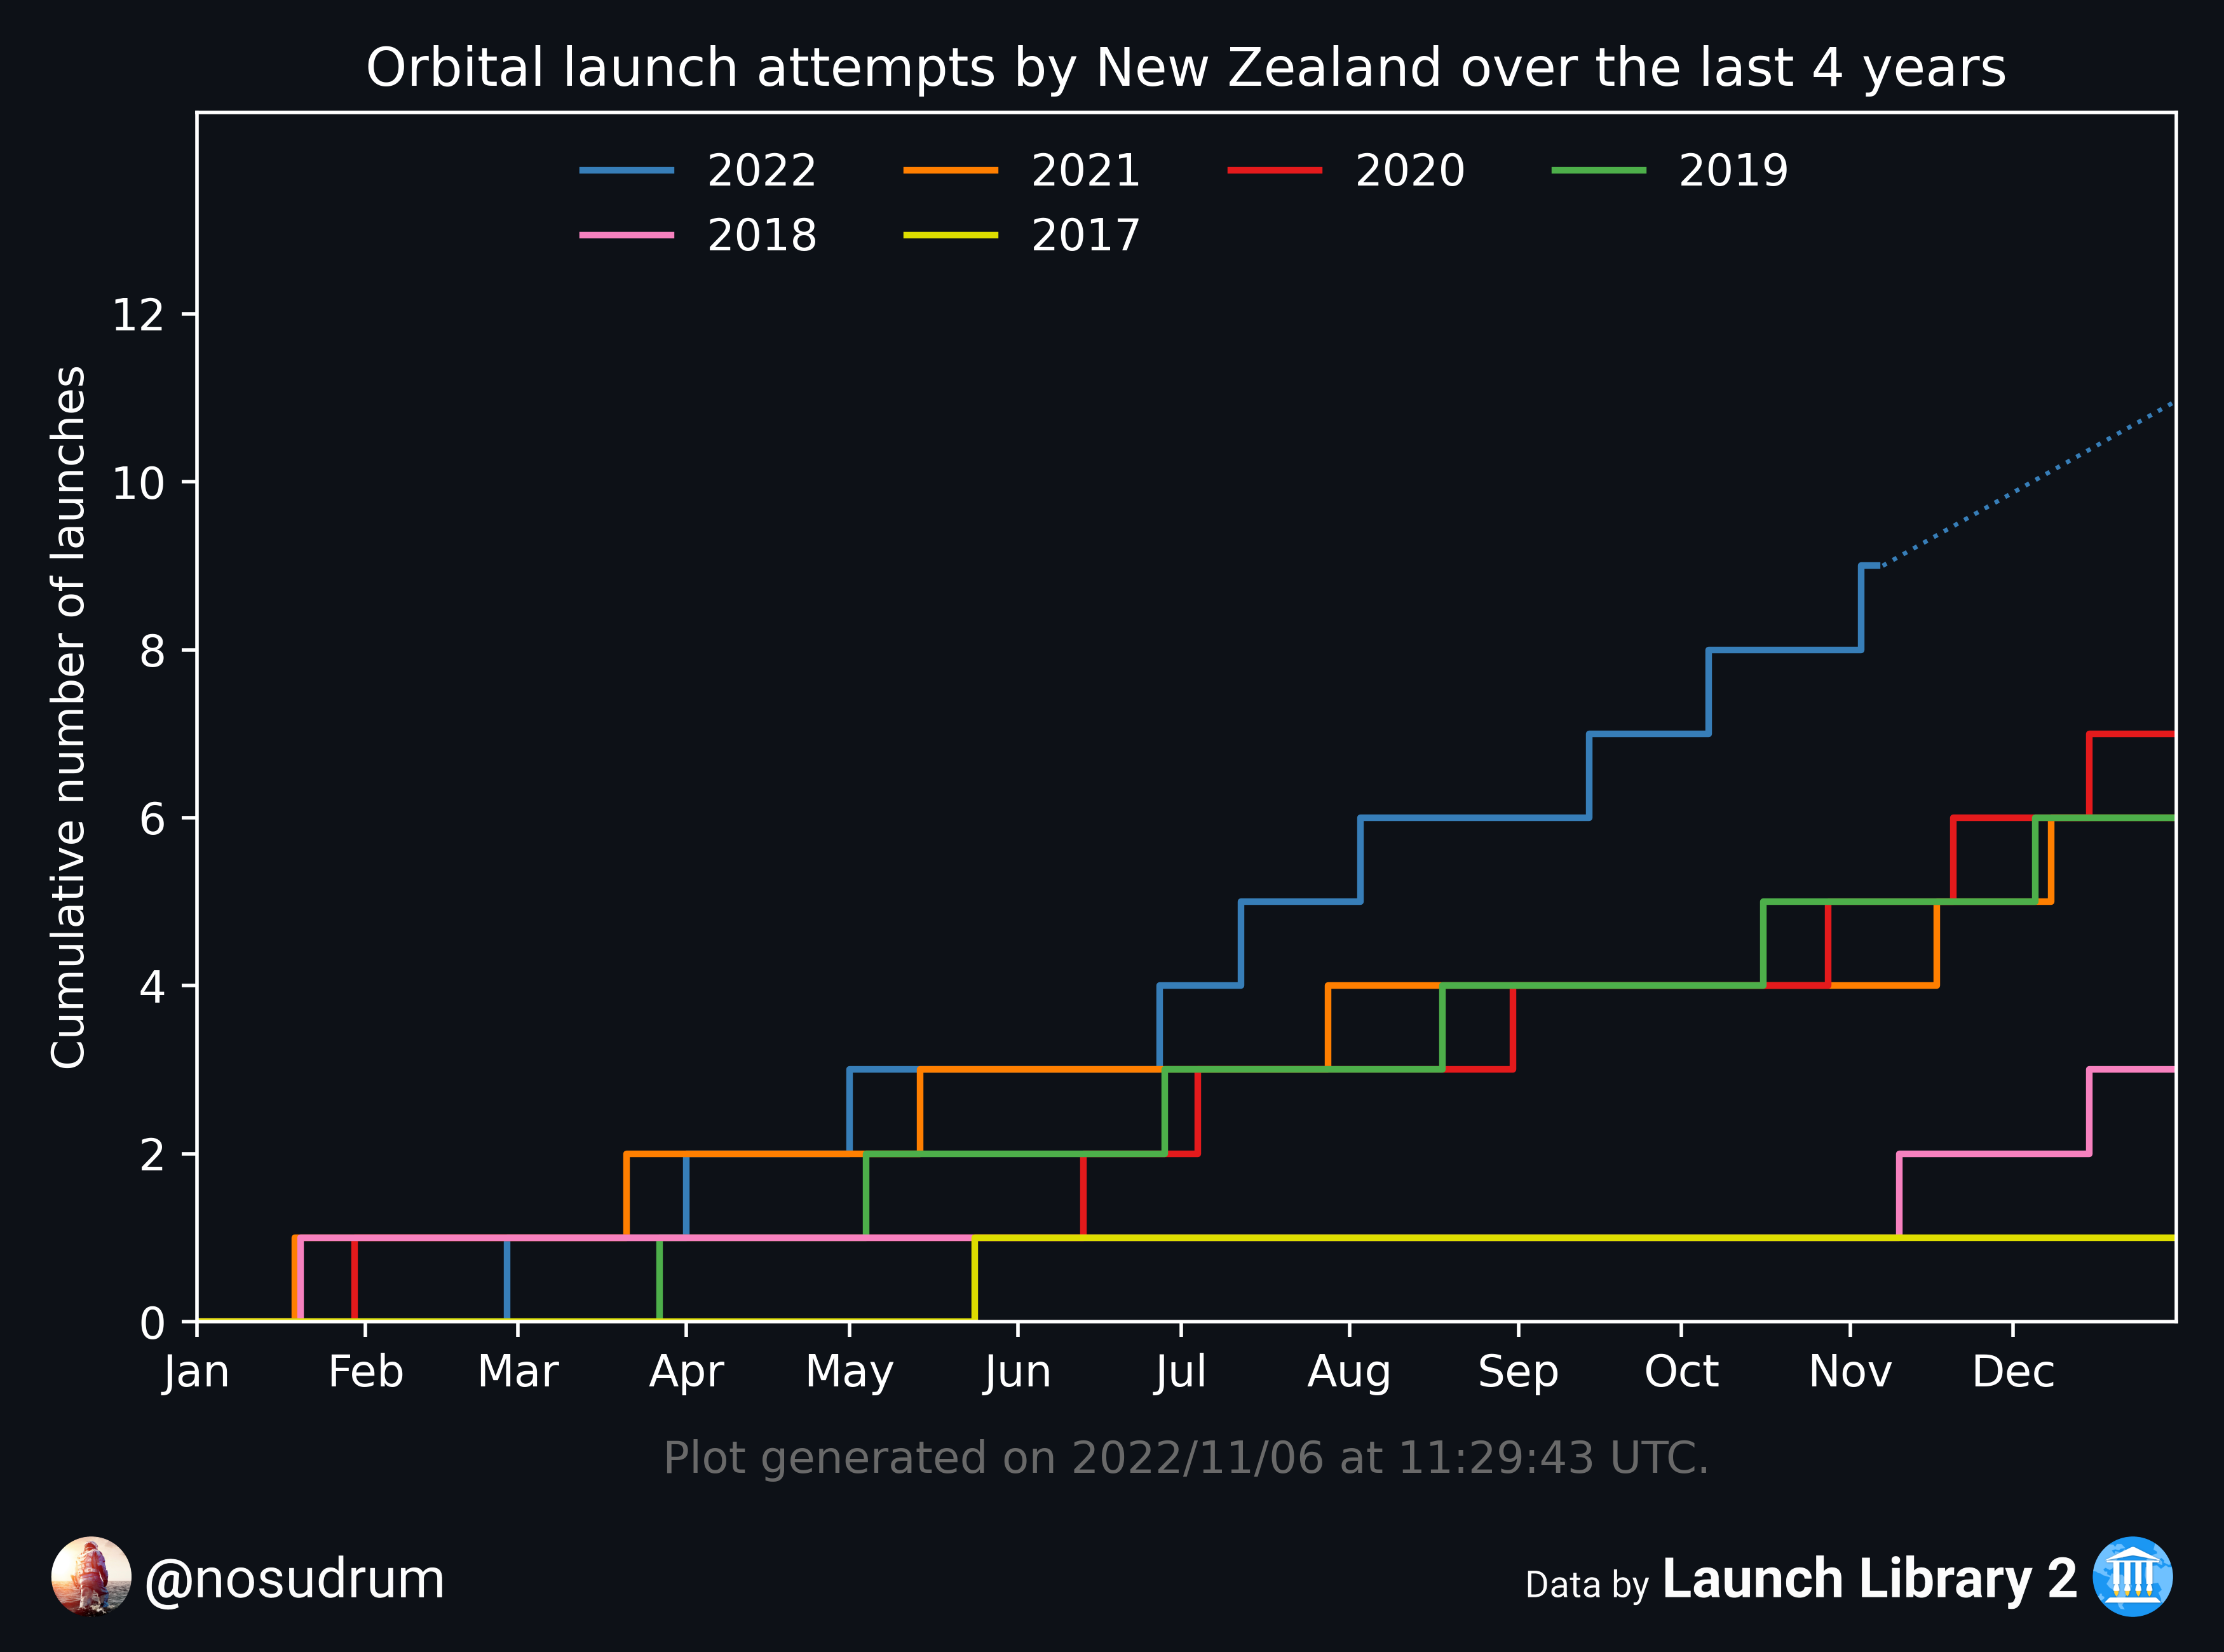 Orbital launch attempts by New Zealand over the last 4 years
2022 2021 2020 2019
2018 2017
Cumulative number of launches
12
10
8
6
4
2
0
Jan Feb Mar Apr May Jun Jul Aug Sep Oct Nov Dec
Plot generated on 2022/11/06 at 11:29:43 UTC.
@nosudrum
Data by Launch Library 2